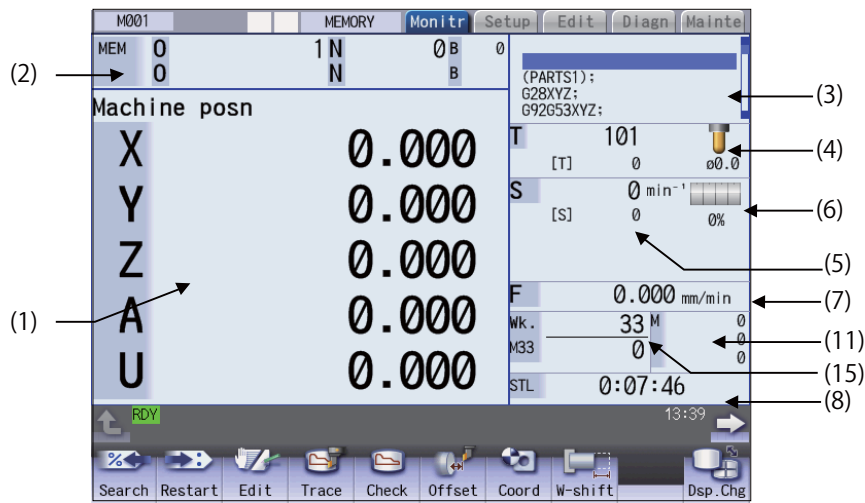 M001 MEMORY Monitr Setup Edit Diagn Mainte
MEM O 1 N 0 B 0
O N B
(PARTS1);
G28XYZ;
G92G53XYZ;
Machine posn
X 0.000
Y 0.000
Z 0.000
A 0.000
U 0.000
T 101
[T] 0 ø0.0
S 0 min⁻¹
[S] 0 0%
F 0.000 mm/min
Wk. 33 M 0
0
M33 0 0
STL 0:07:46
RDY 13:39
Search Restart Edit Trace Check Offset Coord W-shift Dsp.Chg
(2)
(1)
(3)
(4)
(6)
(5)
(7)
(11)
(15)
(8)